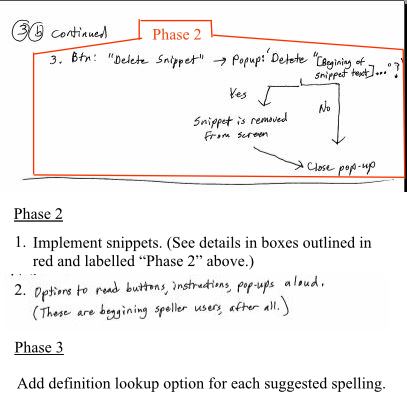 3 b continued
Phase 2
3. Btn: "Delete Snippet" → Popup: "Delete "[Begining of
snippet text]..."?
Yes
No
Snippet is removed
from screen
Close pop-up
Phase 2
1. Implement snippets. (See details in boxes outlined in
red and labelled “Phase 2” above.)
2. Options to read buttons, instructions, pop-ups aloud.
(These are beggining speller users, after all.)
Phase 3
Add definition lookup option for each suggested spelling.